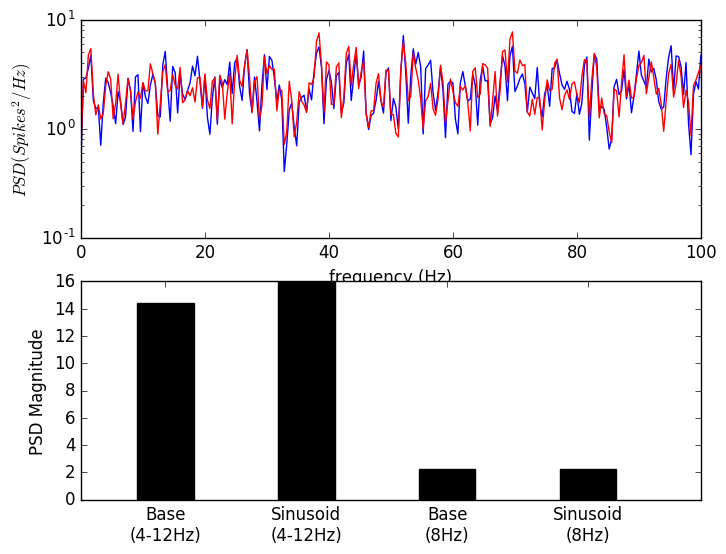 10^1
10^0
10^-1
PSD(Spikes^2/Hz)
0 20 40 60 80 100
frequency (Hz)
16
14
12
10
8
6
4
2
0
PSD Magnitude
Base Sinusoid Base Sinusoid
(4-12Hz) (4-12Hz) (8Hz) (8Hz)